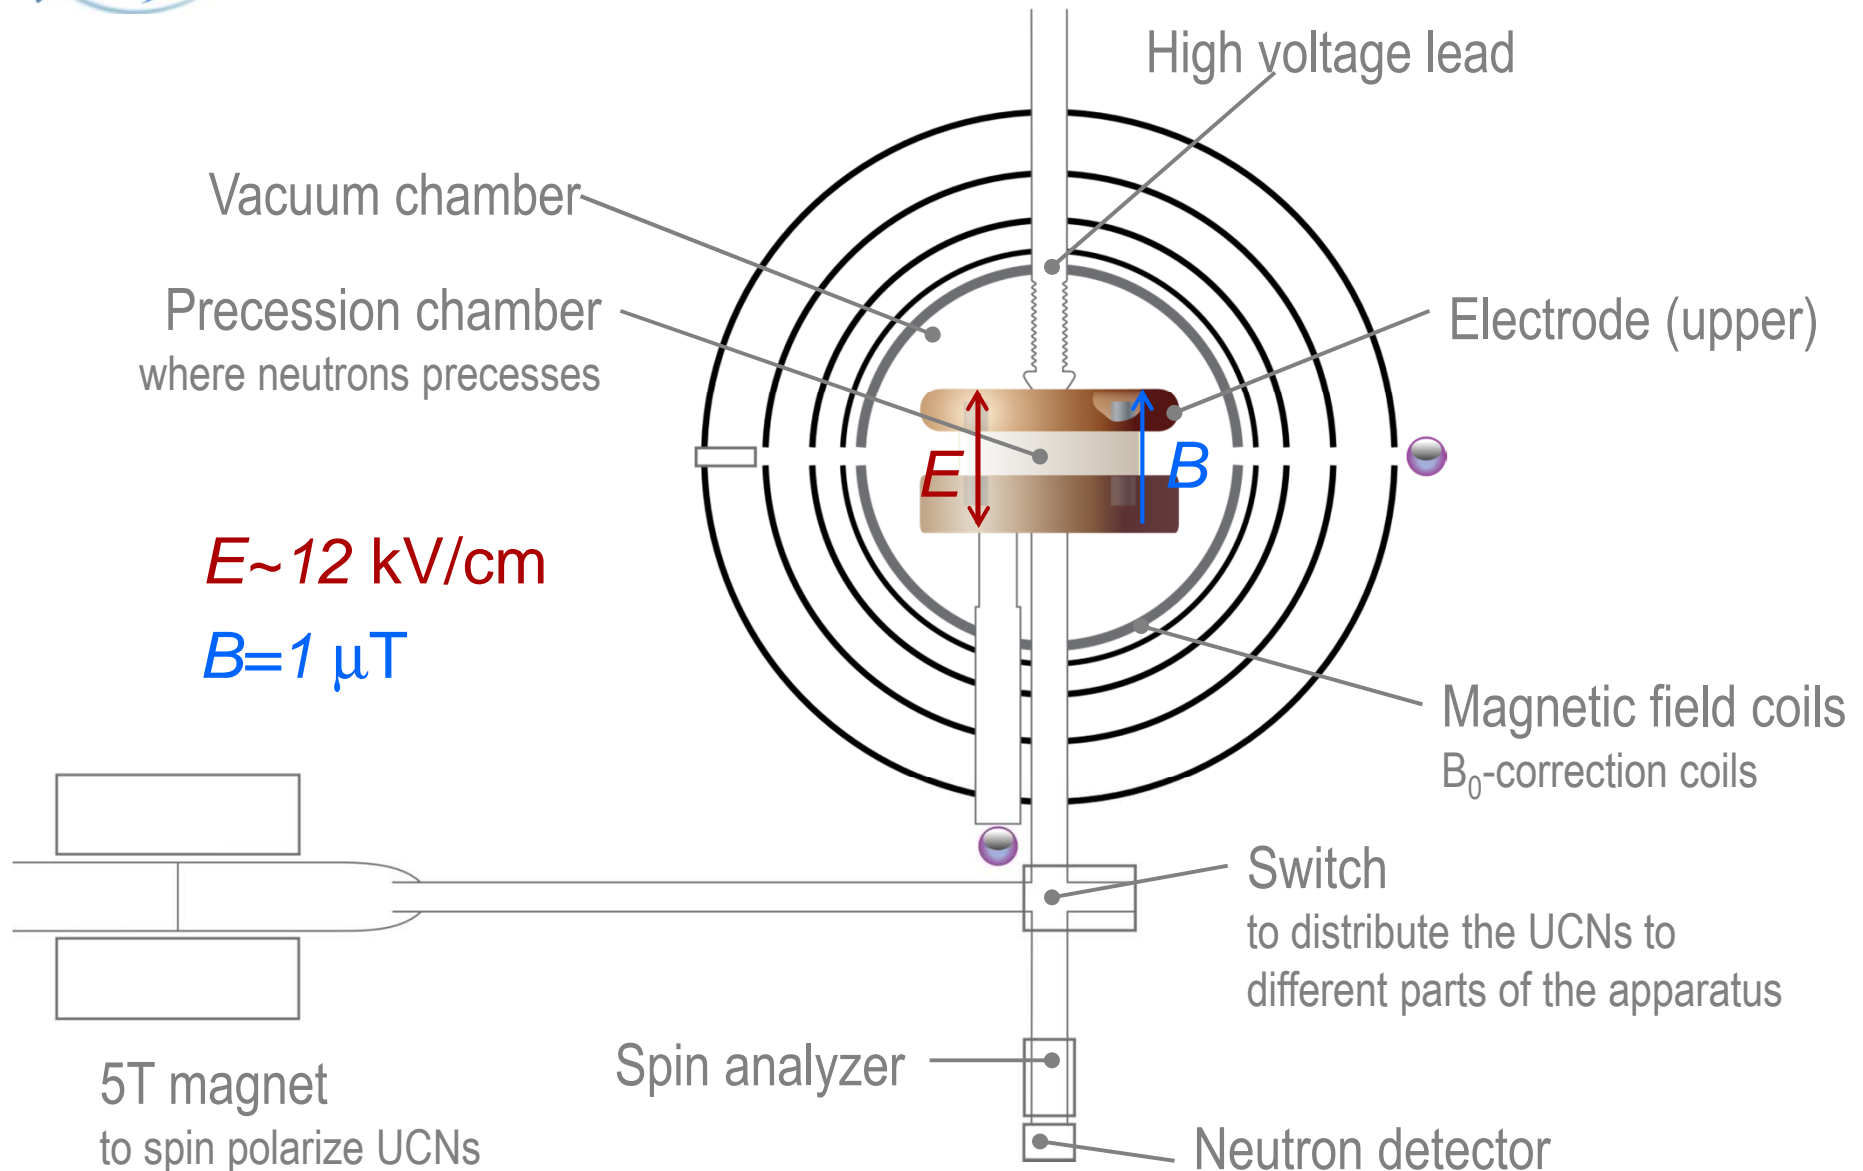 High voltage lead
Vacuum chamber
Precession chamber
where neutrons precesses
Electrode (upper)
E
B
E~12 kV/cm
B=1 μT
Magnetic field coils
B₀-correction coils
Switch
to distribute the UCNs to
different parts of the apparatus
5T magnet
to spin polarize UCNs
Spin analyzer
Neutron detector